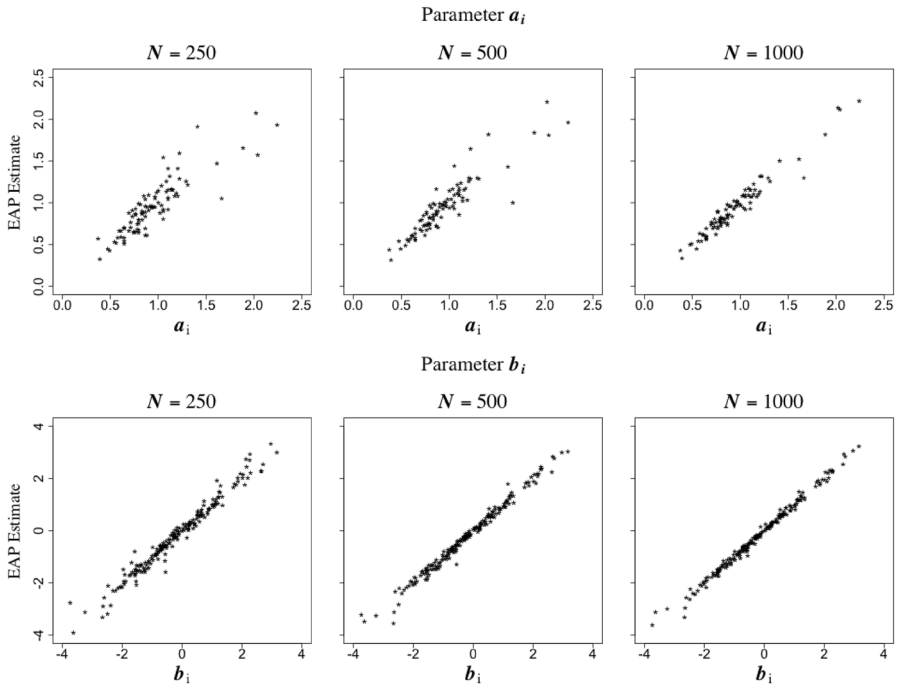 Parameter a_i
N = 250 N = 500 N = 1000
EAP Estimate
2.5
2.0
1.5
1.0
0.5
0.0
0.0 0.5 1.0 1.5 2.0 2.5 0.0 0.5 1.0 1.5 2.0 2.5 0.0 0.5 1.0 1.5 2.0 2.5
a_i a_i a_i
Parameter b_i
N = 250 N = 500 N = 1000
EAP Estimate
4
2
0
-2
-4
-4 -2 0 2 4 -4 -2 0 2 4 -4 -2 0 2 4
b_i b_i b_i